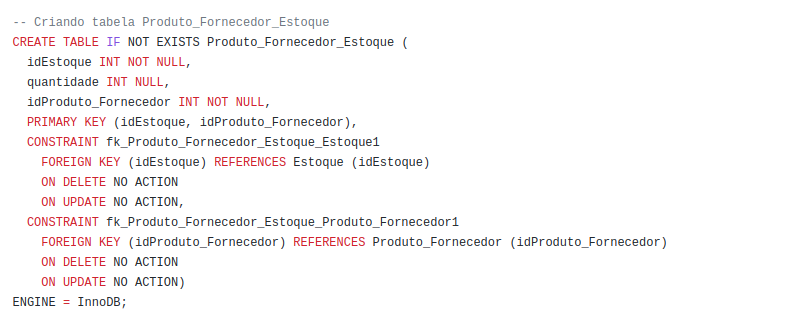 -- Criando tabela Produto_Fornecedor_Estoque
CREATE TABLE IF NOT EXISTS Produto_Fornecedor_Estoque (
  idEstoque INT NOT NULL,
  quantidade INT NULL,
  idProduto_Fornecedor INT NOT NULL,
  PRIMARY KEY (idEstoque, idProduto_Fornecedor),
  CONSTRAINT fk_Produto_Fornecedor_Estoque_Estoque1
    FOREIGN KEY (idEstoque) REFERENCES Estoque (idEstoque)
    ON DELETE NO ACTION
    ON UPDATE NO ACTION,
  CONSTRAINT fk_Produto_Fornecedor_Estoque_Produto_Fornecedor1
    FOREIGN KEY (idProduto_Fornecedor) REFERENCES Produto_Fornecedor (idProduto_Fornecedor)
    ON DELETE NO ACTION
    ON UPDATE NO ACTION)
ENGINE = InnoDB;